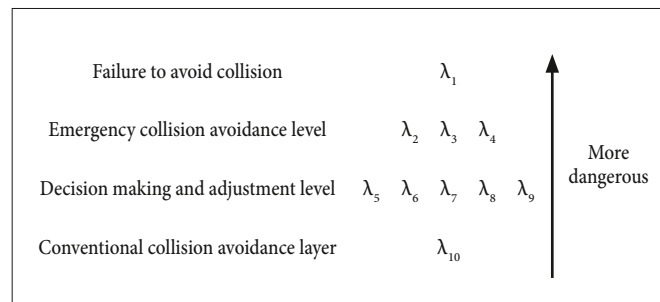 Failure to avoid collision λ₁
Emergency collision avoidance level λ₂ λ₃ λ₄
Decision making and adjustment level λ₅ λ₆ λ₇ λ₈ λ₉
Conventional collision avoidance layer λ₁₀
More
dangerous